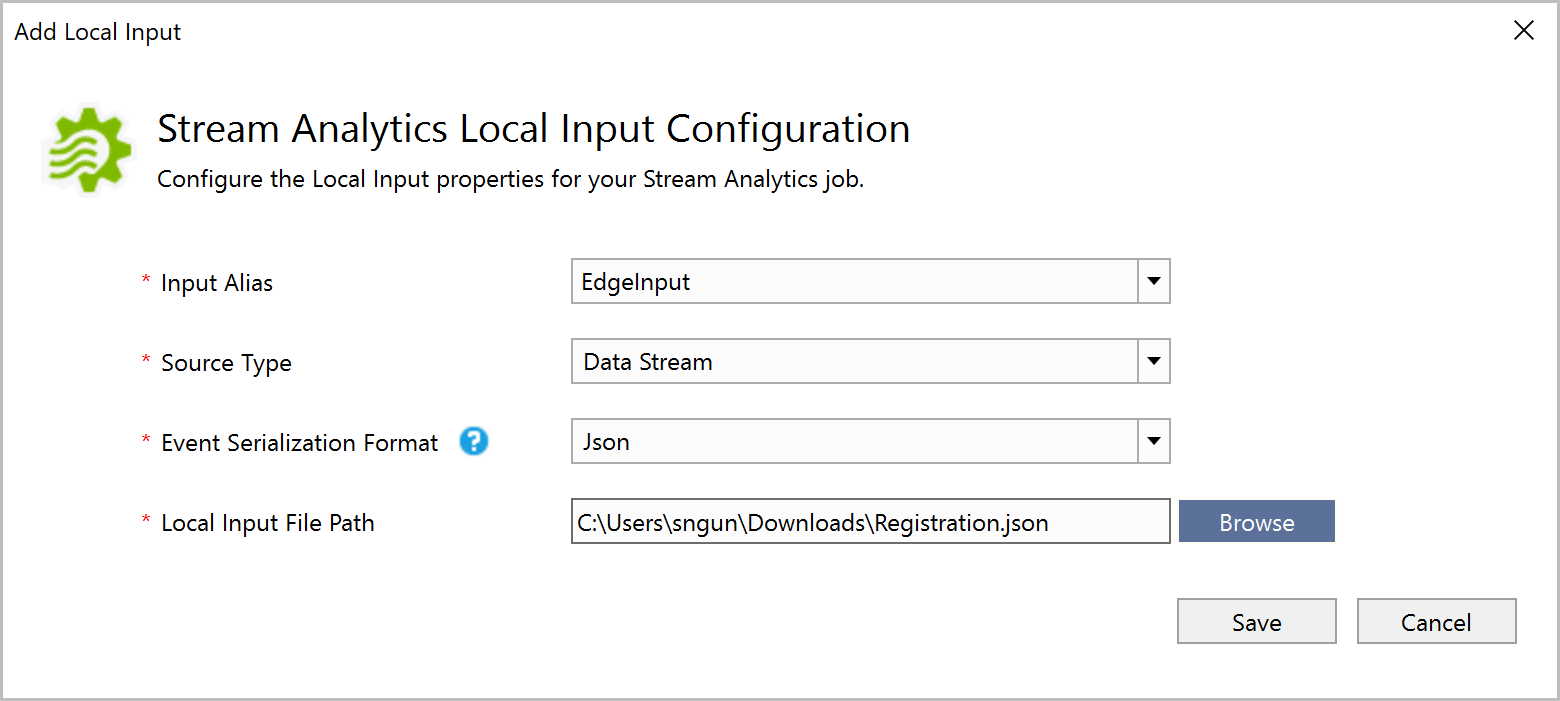 Add Local Input
Stream Analytics Local Input Configuration
Configure the Local Input properties for your Stream Analytics job.
* Input Alias
EdgeInput
* Source Type
Data Stream
* Event Serialization Format ?
Json
* Local Input File Path
C:\Users\sngun\Downloads\Registration.json
Browse
Save
Cancel